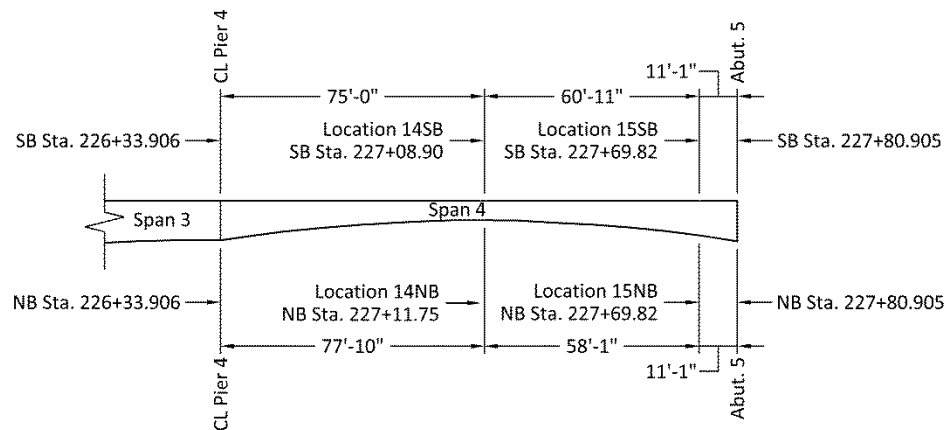 CL Pier 4
Abut. 5
11'-1"
75'-0"
60'-11"
SB Sta. 226+33.906
Location 14SB
SB Sta. 227+08.90
Location 15SB
SB Sta. 227+69.82
SB Sta. 227+80.905
Span 3
Span 4
NB Sta. 226+33.906
Location 14NB
NB Sta. 227+11.75
Location 15NB
NB Sta. 227+69.82
NB Sta. 227+80.905
77'-10"
58'-1"
11'-1"
CL Pier 4
Abut. 5